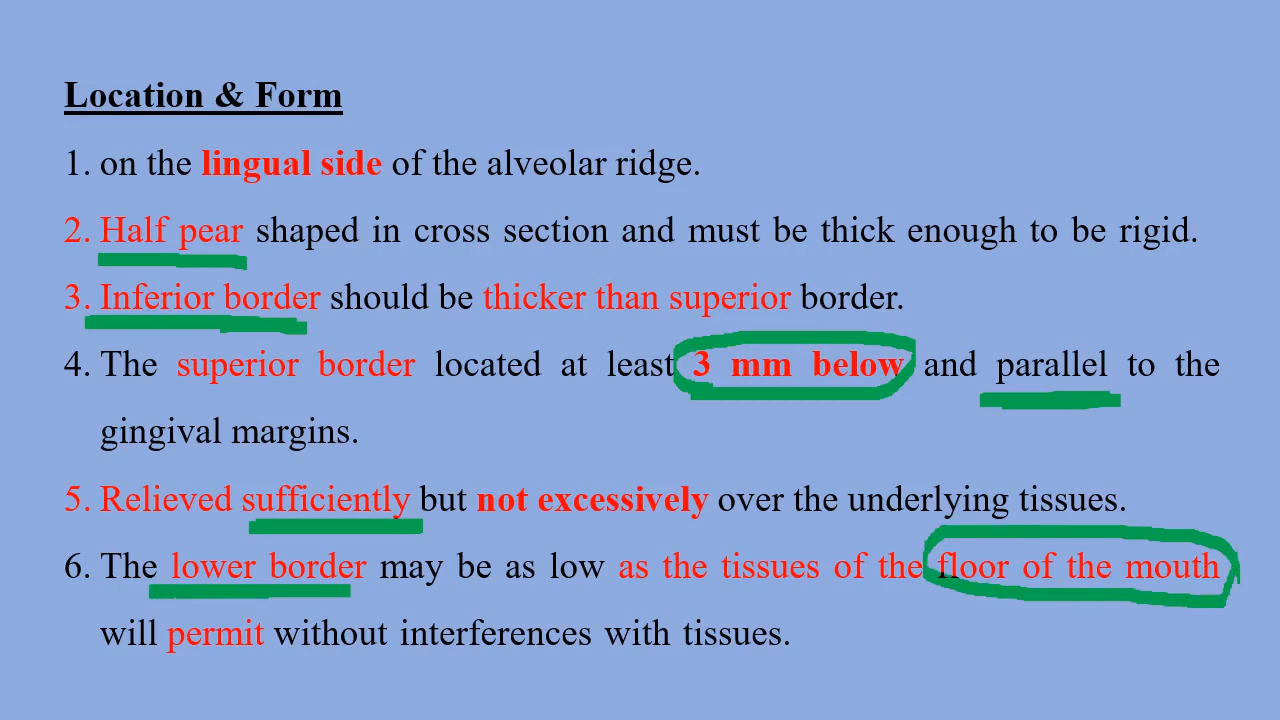 Location & Form
1. on the lingual side of the alveolar ridge.
2. Half pear shaped in cross section and must be thick enough to be rigid.
3. Inferior border should be thicker than superior border.
4. The superior border located at least 3 mm below and parallel to the
gingival margins.
5. Relieved sufficiently but not excessively over the underlying tissues.
6. The lower border may be as low as the tissues of the floor of the mouth
will permit without interferences with tissues.